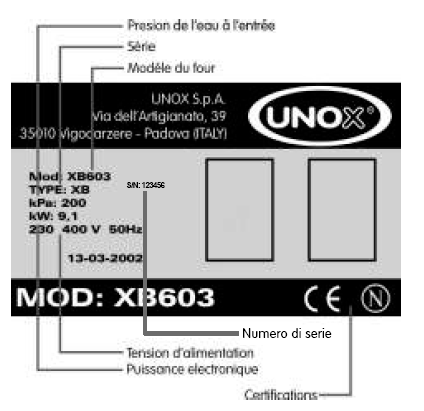 Presion de l'eau à l'entrée
Série
Modéle du four
UNOX S.p.A.
Via dell'Artigianato, 39
35010 Vigodarzere - Padova (ITALY)
UNOX®
Mod: XB603
TYPE: XB
S/N: 123456
kPa: 200
kW: 9,1
230 400 V 50Hz
13-03-2002
MOD: XB603
CE N
Numero di serie
Tension d'alimentation
Puissance electronique
Certifications